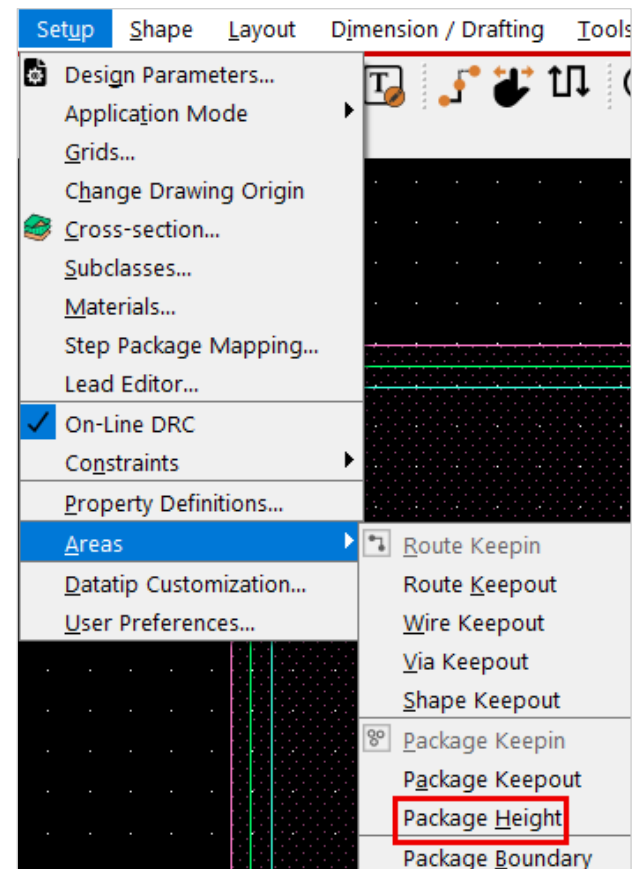 Setup Shape Layout Dimension / Drafting Tools
Design Parameters...
Application Mode
Grids...
Change Drawing Origin
Cross-section...
Subclasses...
Materials...
Step Package Mapping...
Lead Editor...
On-Line DRC
Constraints
Property Definitions...
Areas
Datatip Customization...
User Preferences...
Route Keepin
Route Keepout
Wire Keepout
Via Keepout
Shape Keepout
Package Keepin
Package Keepout
Package Height
Package Boundary